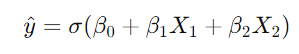 ŷ = σ(β₀ + β₁X₁ + β₂X₂)